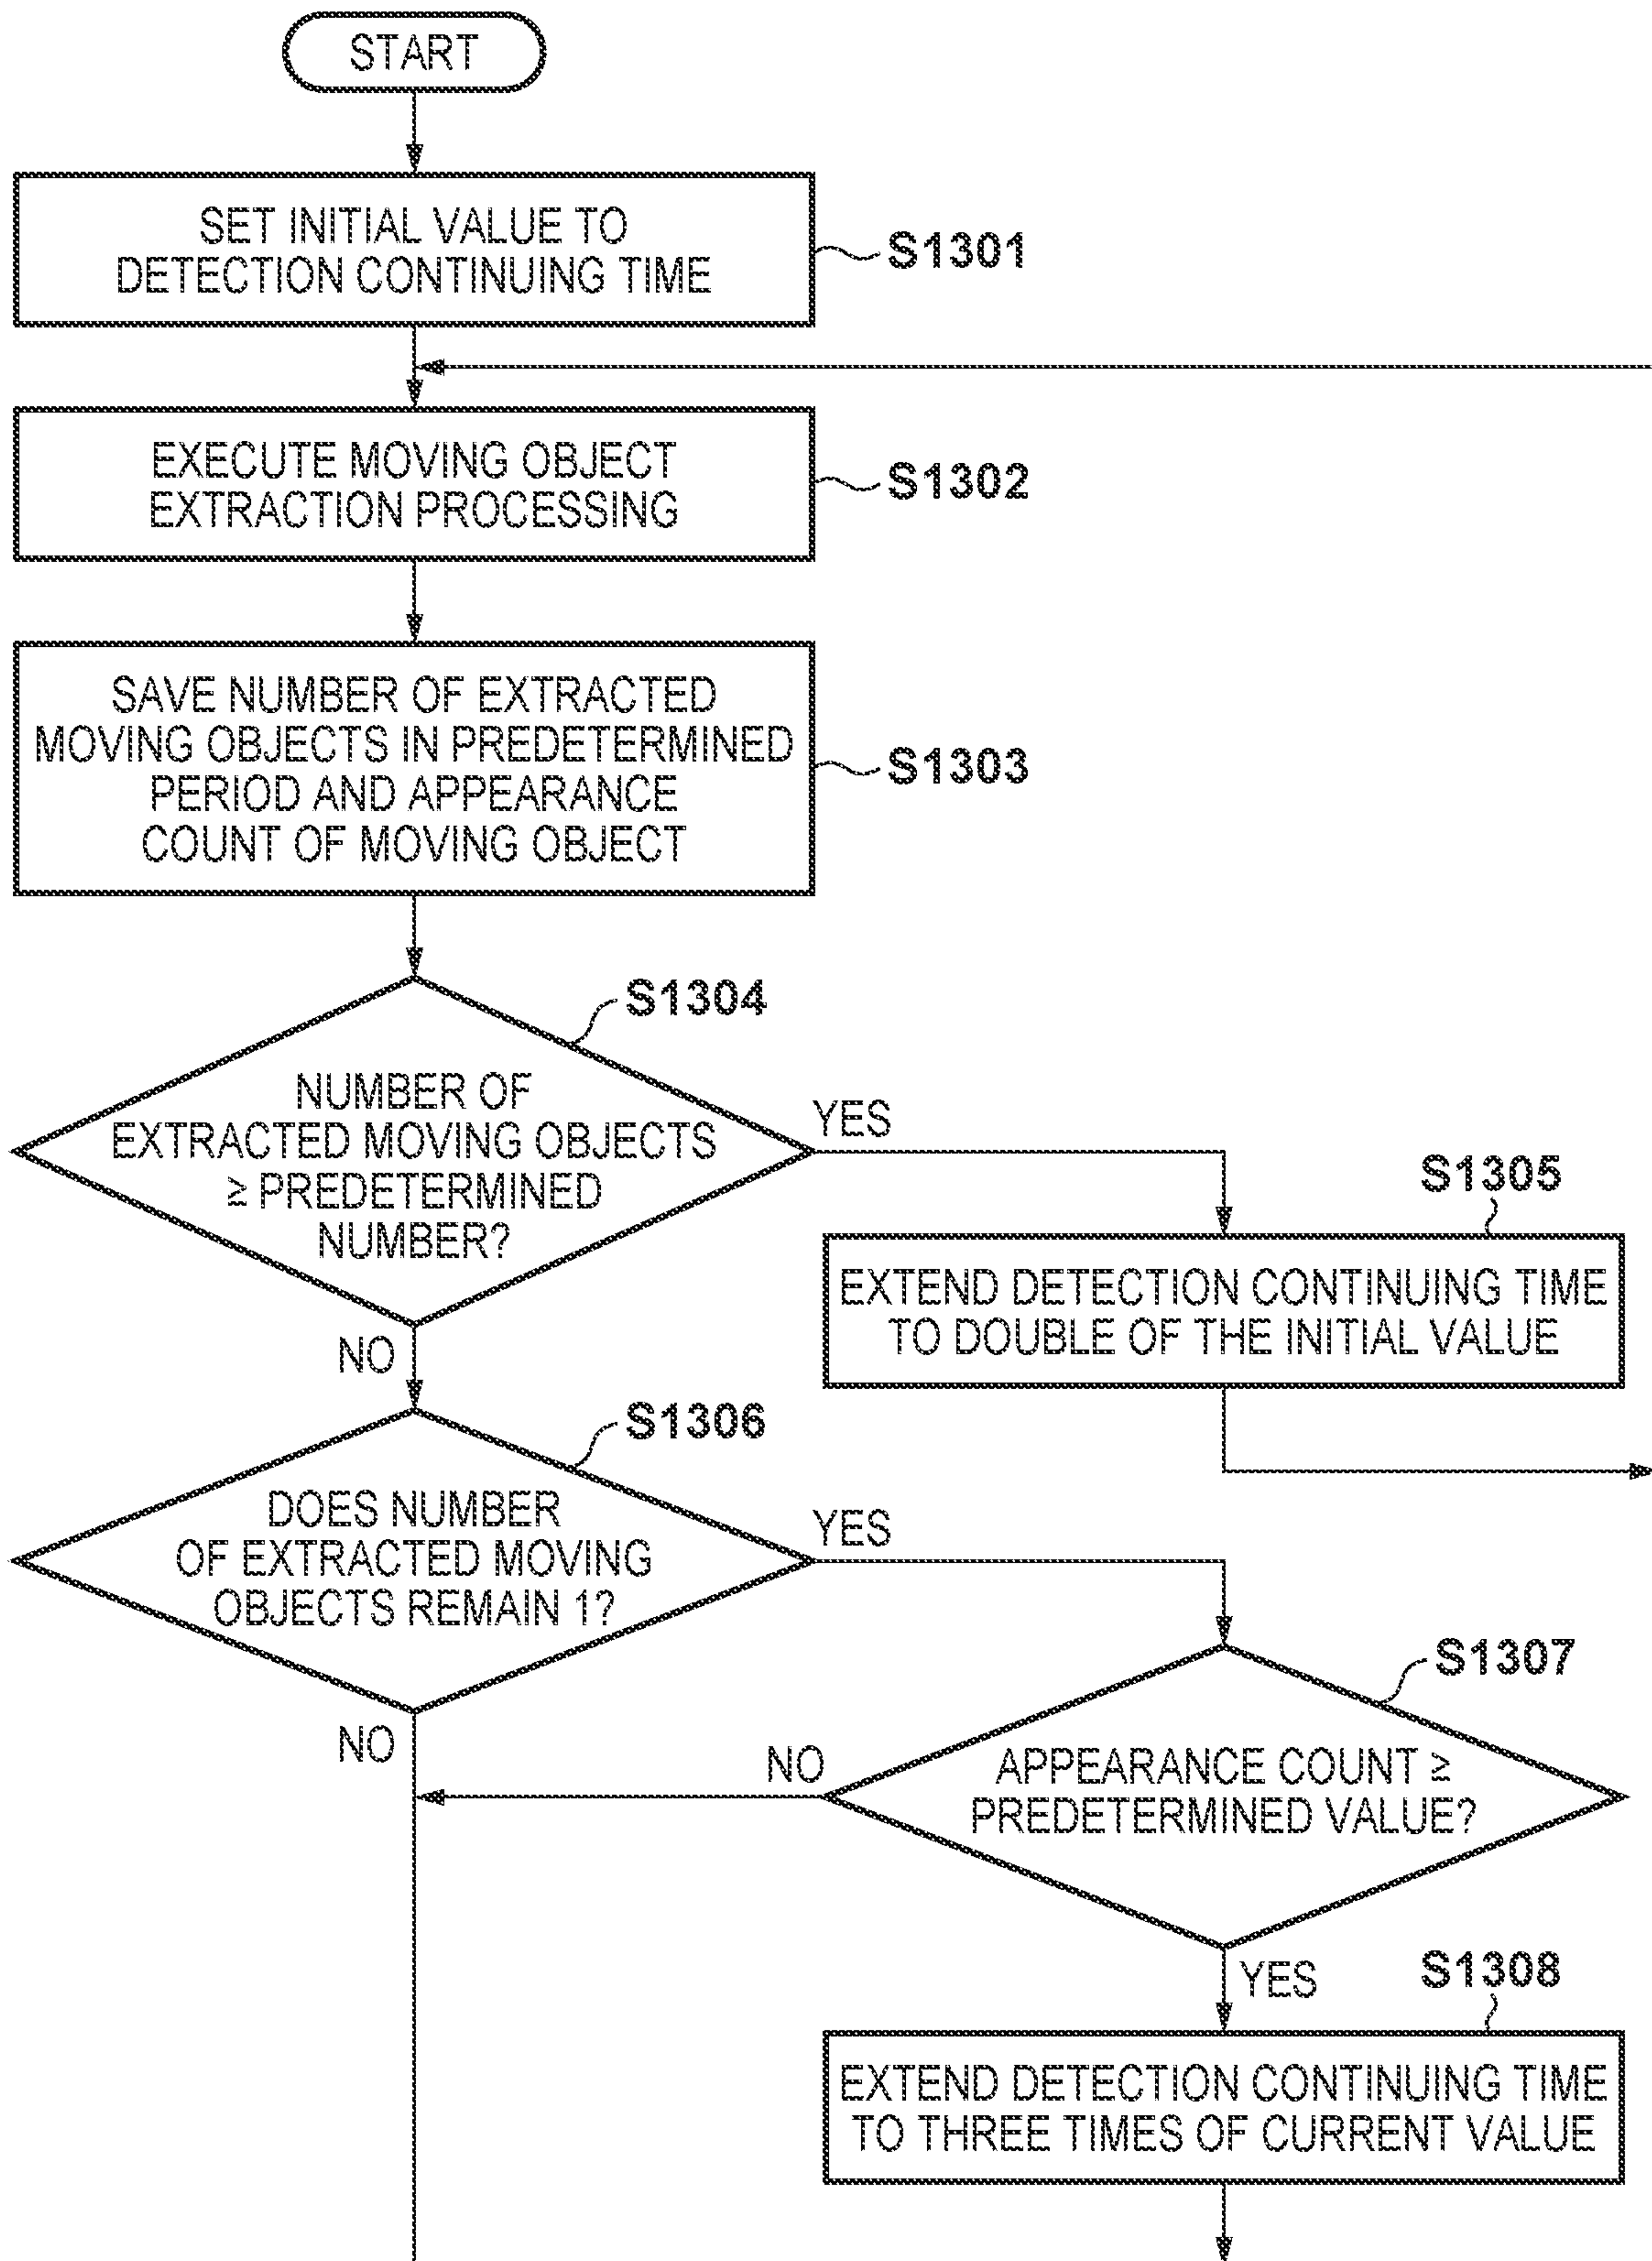 START
SET INITIAL VALUE TO
DETECTION CONTINUING TIME
S1301
EXECUTE MOVING OBJECT
EXTRACTION PROCESSING
S1302
SAVE NUMBER OF EXTRACTED
MOVING OBJECTS IN PREDETERMINED
PERIOD AND APPEARANCE
COUNT OF MOVING OBJECT
S1303
S1304
NUMBER OF
EXTRACTED MOVING OBJECTS
≥ PREDETERMINED
NUMBER?
YES
NO
S1305
EXTEND DETECTION CONTINUING TIME
TO DOUBLE OF THE INITIAL VALUE
S1306
DOES NUMBER
OF EXTRACTED MOVING
OBJECTS REMAIN 1?
YES
NO
S1307
APPEARANCE COUNT ≥
PREDETERMINED VALUE?
NO
YES
S1308
EXTEND DETECTION CONTINUING TIME
TO THREE TIMES OF CURRENT VALUE